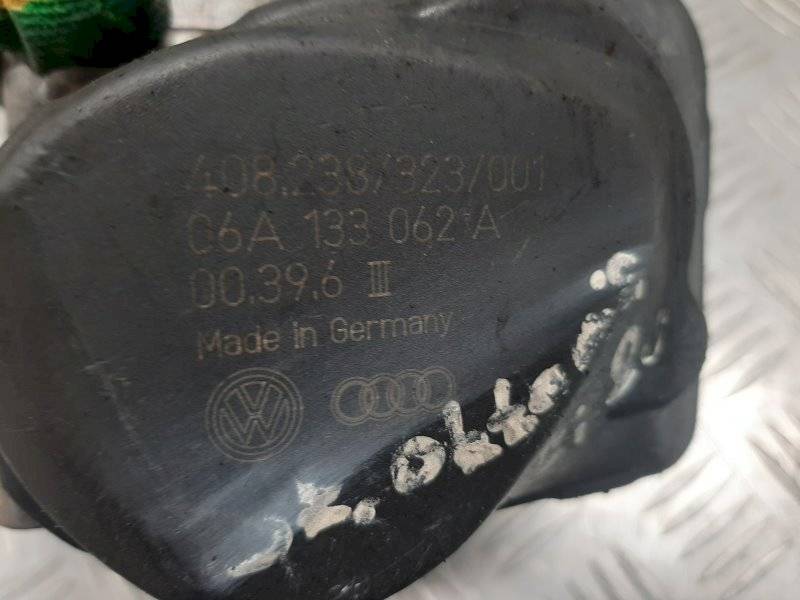 408.238/323/001
06A 133 062 A
00.39.6 III
Made in Germany